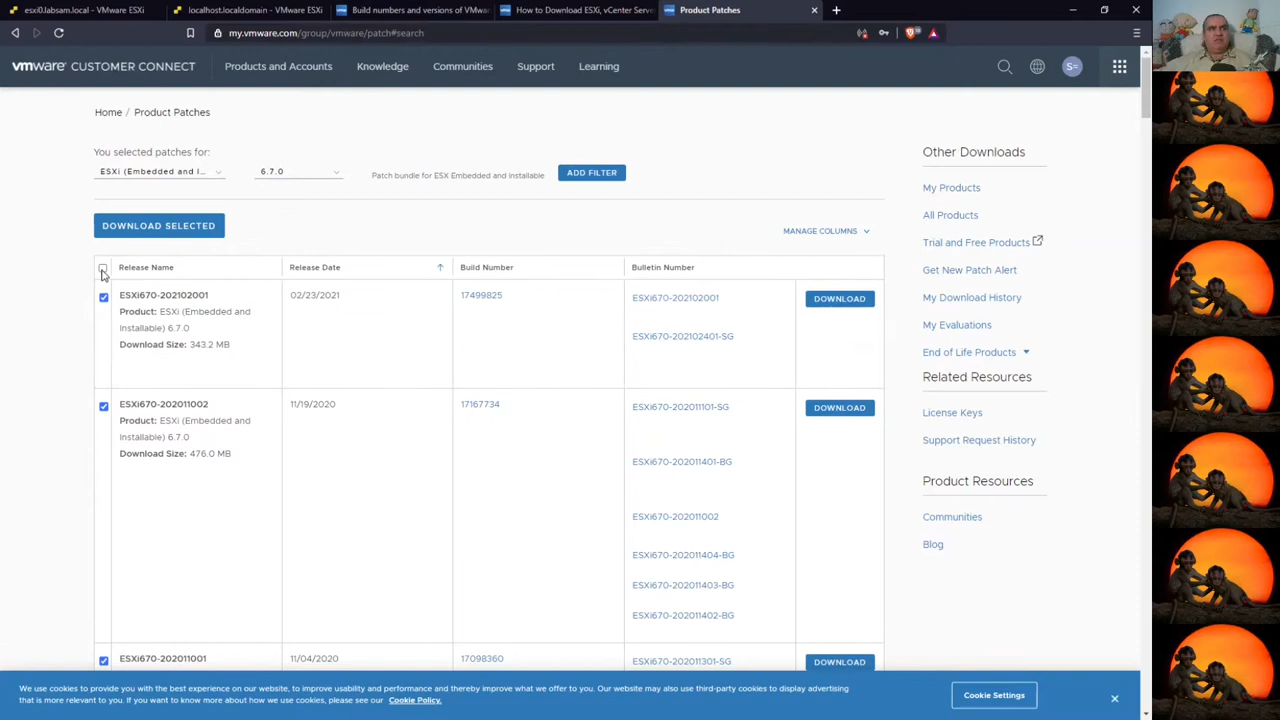 esxi0.labsam.local - VMware ESXi
localhost.localdomain - VMware ESXi
Build numbers and versions of VMw
How to Download ESXi, vCenter Serve
Product Patches
my.vmware.com/group/vmware/patch#search
vmware CUSTOMER CONNECT
Products and Accounts
Knowledge
Communities
Support
Learning
S=
Home / Product Patches
You selected patches for:
ESXi (Embedded and I...
6.7.0
Patch bundle for ESX Embedded and Installable
ADD FILTER
DOWNLOAD SELECTED
MANAGE COLUMNS
Release Name
Release Date
Build Number
Bulletin Number
ESXi670-202102001
Product: ESXi (Embedded and
Installable) 6.7.0
Download Size: 343.2 MB
02/23/2021
17499825
ESXi670-202102001
ESXi670-202102401-SG
DOWNLOAD
ESXi670-202011002
Product: ESXi (Embedded and
Installable) 6.7.0
Download Size: 476.0 MB
11/19/2020
17167734
ESXi670-202011101-SG
ESXi670-202011401-BG
ESXi670-202011002
ESXi670-202011404-BG
ESXi670-202011403-BG
ESXi670-202011402-BG
DOWNLOAD
ESXi670-202011001
11/04/2020
17098360
ESXi670-202011301-SG
DOWNLOAD
Other Downloads
My Products
All Products
Trial and Free Products
Get New Patch Alert
My Download History
My Evaluations
End of Life Products
Related Resources
License Keys
Support Request History
Product Resources
Communities
Blog
We use cookies to provide you with the best experience on our website, to improve usability and performance and thereby improve what we offer to you. Our website may also use third-party cookies to display advertising
that is more relevant to you. If you want to know more about how we use cookies, please see our Cookie Policy.
Cookie Settings